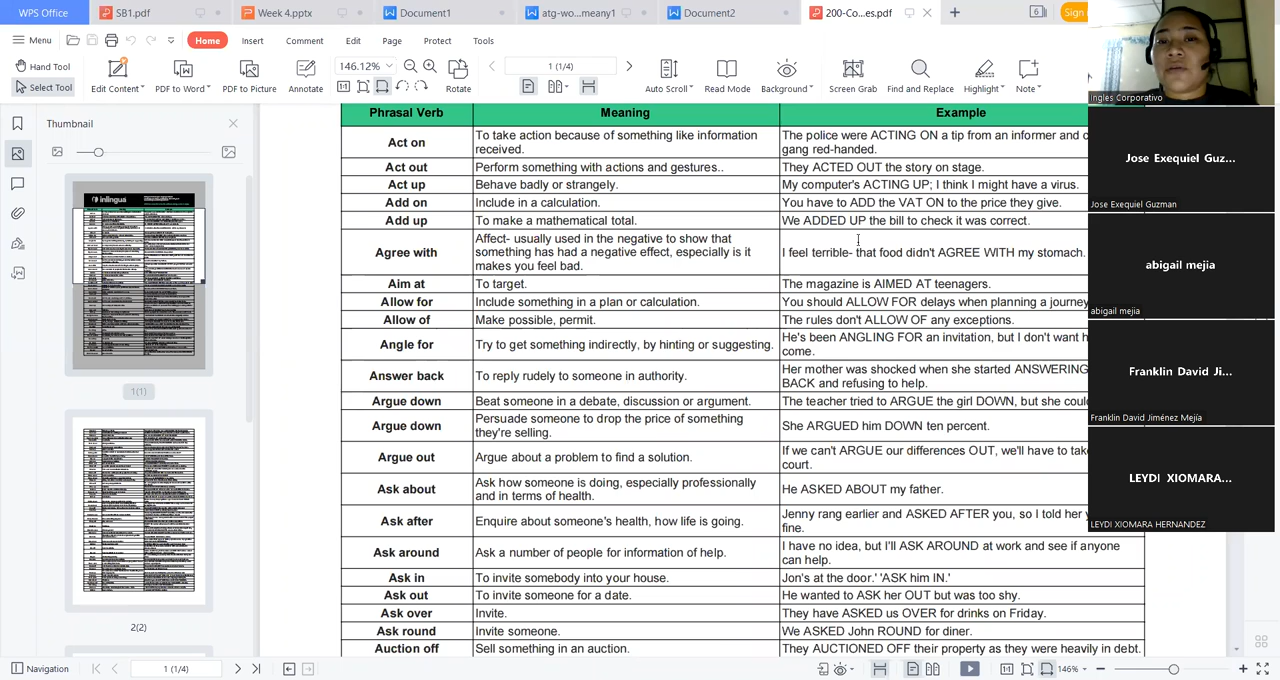 WPS Office SB1.pdf Week 4.pptx Document1 atg-wo...meany1 Document2 200-Co...es.pdf + Sign
Menu Home Insert Comment Edit Page Protect Tools
Hand Tool
Select Tool
Edit Content PDF to Word PDF to Picture Annotate
146.12%
Rotate
1 (1/4)
Auto Scroll Read Mode Background Screen Grab Find and Replace Highlight Note
Ingles Corporativo
Jose Exequiel Guz...
Jose Exequiel Guzman
abigail mejia
abigail mejia
Franklin David Ji...
Franklin David Jiménez Mejía
LEYDI XIOMARA...
LEYDI XIOMARA HERNANDEZ
Thumbnail
inlingua
1(1)
2(2)
Phrasal Verb Meaning Example
Act on To take action because of something like information received. The police were ACTING ON a tip from an informer and c
gang red-handed.
Act out Perform something with actions and gestures.. They ACTED OUT the story on stage.
Act up Behave badly or strangely. My computer's ACTING UP; I think I might have a virus.
Add on Include in a calculation. You have to ADD the VAT ON to the price they give.
Add up To make a mathematical total. We ADDED UP the bill to check it was correct.
Agree with Affect- usually used in the negative to show that
something has had a negative effect, especially is it
makes you feel bad. I feel terrible- that food didn't AGREE WITH my stomach.
Aim at To target. The magazine is AIMED AT teenagers.
Allow for Include something in a plan or calculation. You should ALLOW FOR delays when planning a journey
Allow of Make possible, permit. The rules don't ALLOW OF any exceptions.
Angle for Try to get something indirectly, by hinting or suggesting. He's been ANGLING FOR an invitation, but I don't want h
come.
Answer back To reply rudely to someone in authority. Her mother was shocked when she started ANSWERING
BACK and refusing to help.
Argue down Beat someone in a debate, discussion or argument. The teacher tried to ARGUE the girl DOWN, but she coul
Argue down Persuade someone to drop the price of something
they're selling. She ARGUED him DOWN ten percent.
Argue out Argue about a problem to find a solution. If we can't ARGUE our differences OUT, we'll have to tak
court.
Ask about Ask how someone is doing, especially professionally
and in terms of health. He ASKED ABOUT my father.
Ask after Enquire about someone's health, how life is going. Jenny rang earlier and ASKED AFTER you, so I told her y
fine.
Ask around Ask a number of people for information of help. I have no idea, but I'll ASK AROUND at work and see if anyone
can help.
Ask in To invite somebody into your house. Jon's at the door.' 'ASK him IN.'
Ask out To invite someone for a date. He wanted to ASK her OUT but was too shy.
Ask over Invite. They have ASKED us OVER for drinks on Friday.
Ask round Invite someone. We ASKED John ROUND for diner.
Auction off Sell something in an auction. They AUCTIONED OFF their property as they were heavily in debt.
Navigation 1 (1/4) 146%